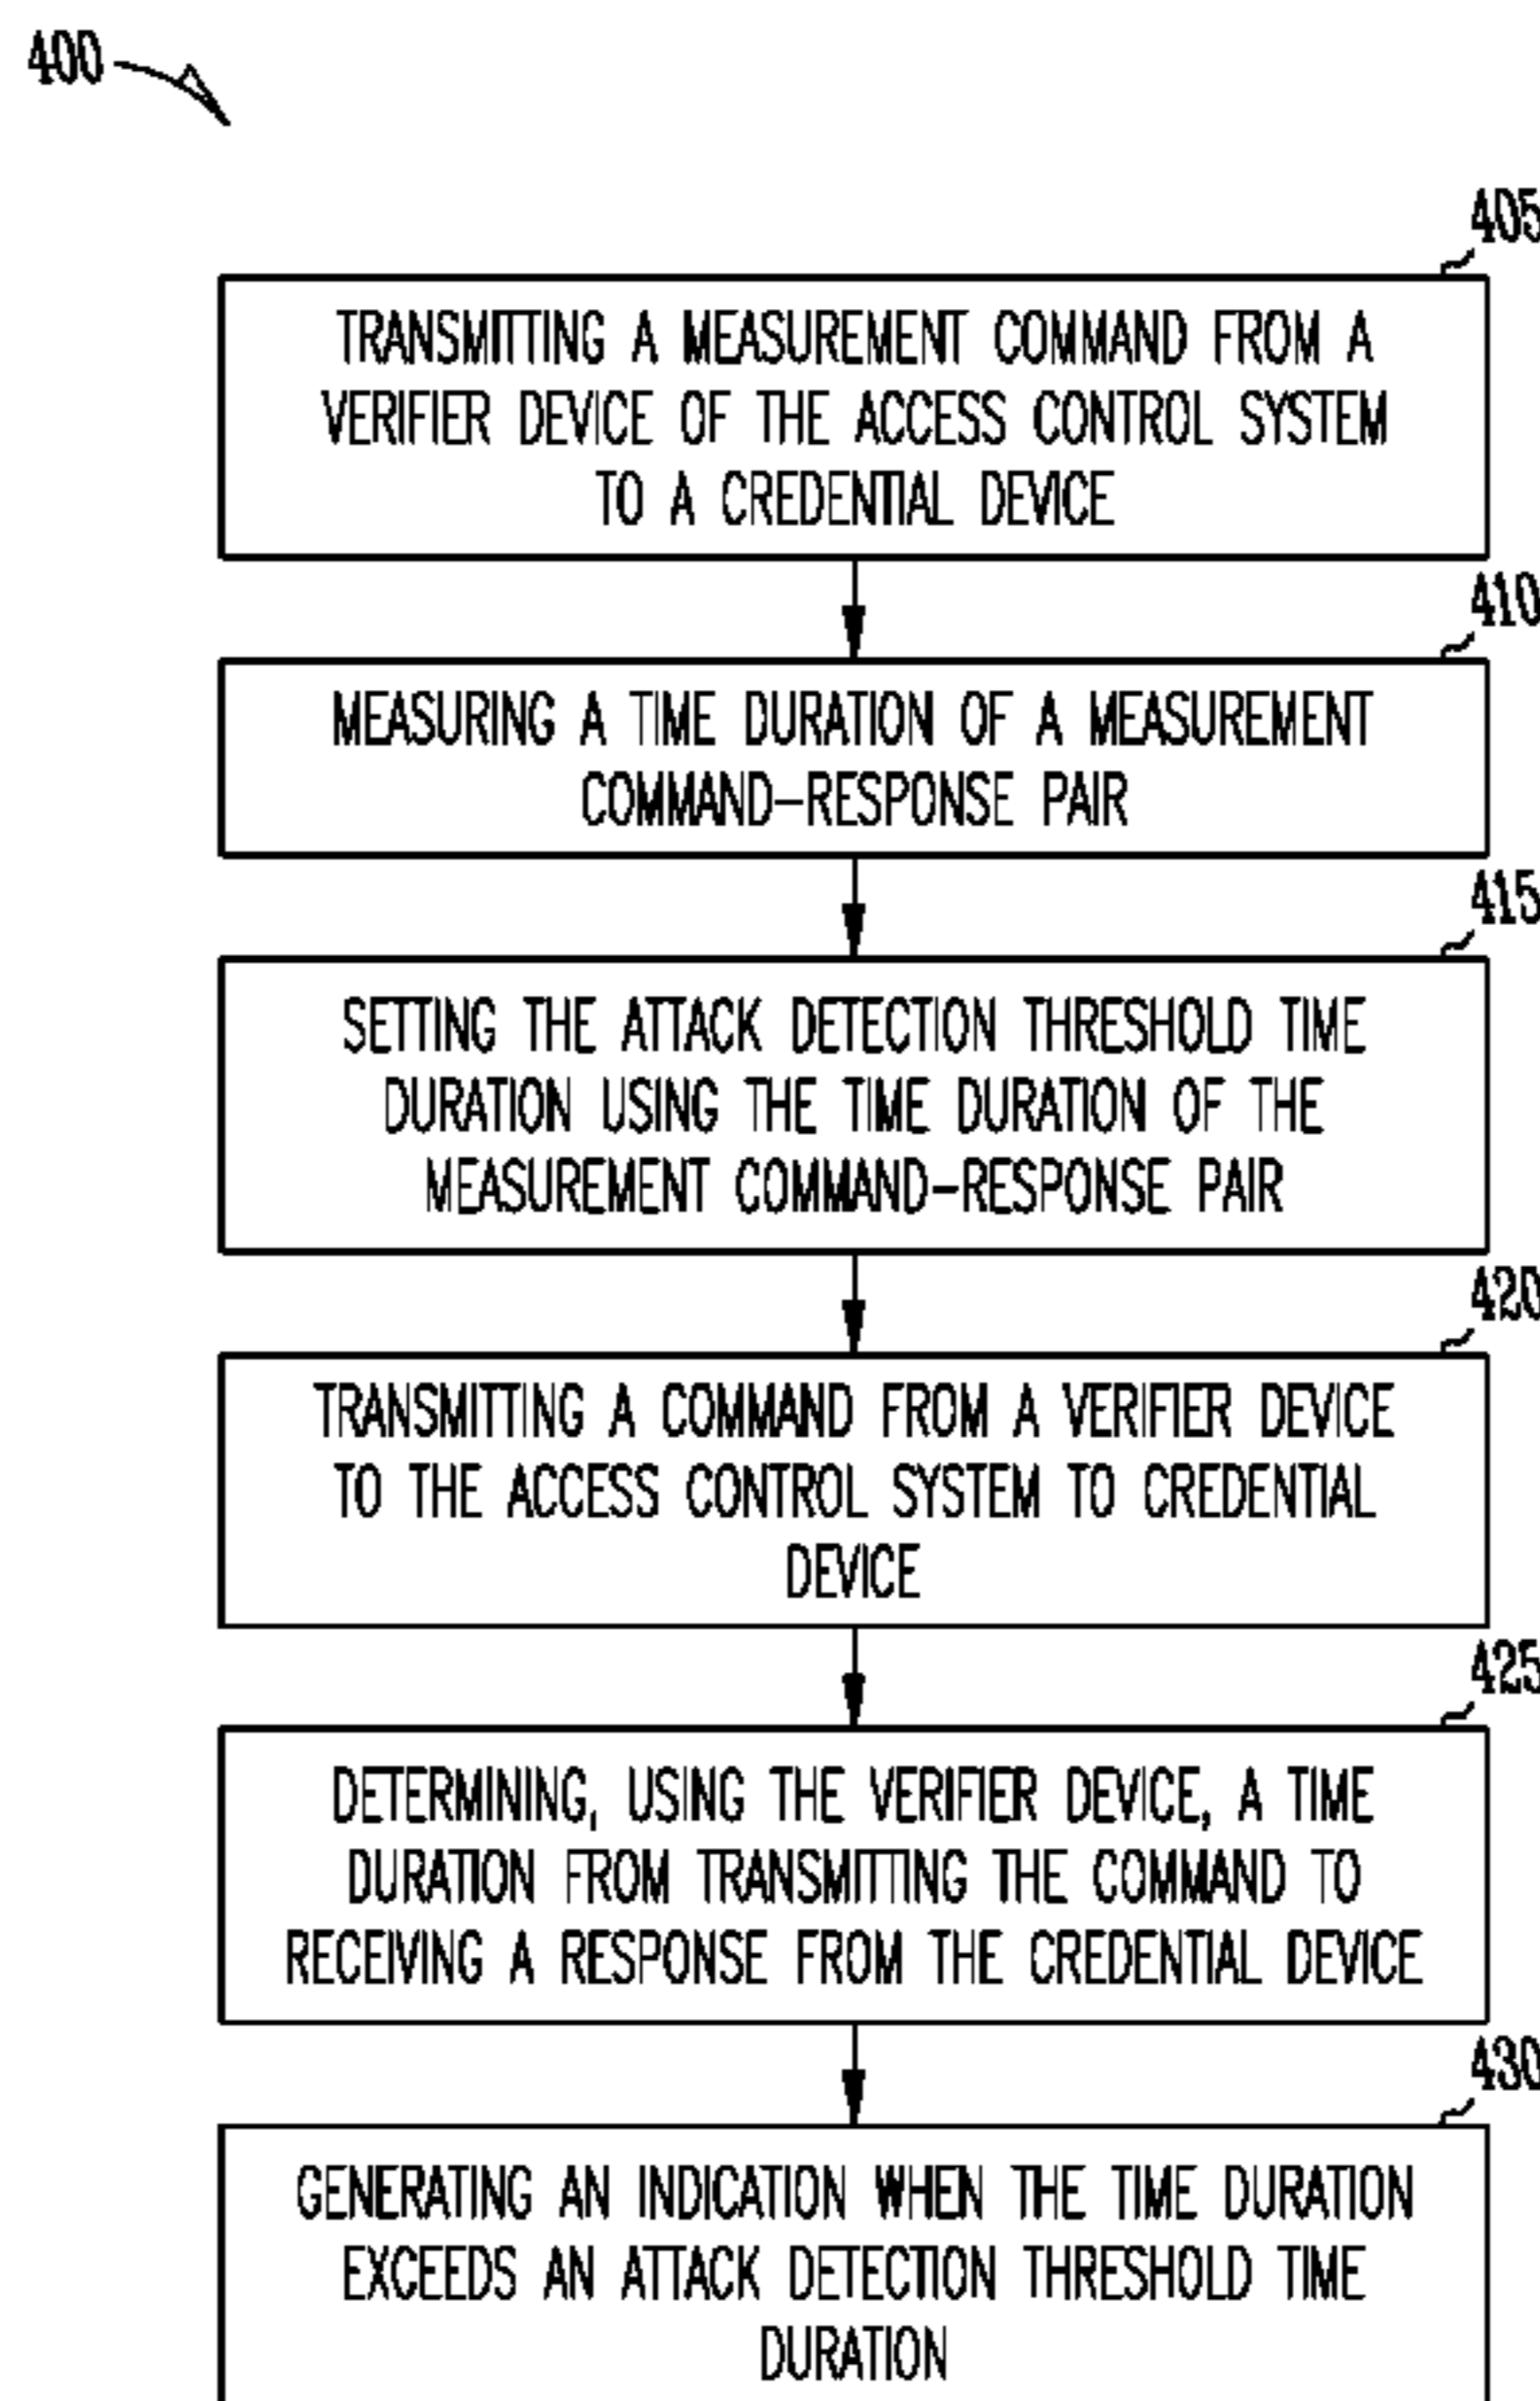 400
405
TRANSMITTING A MEASUREMENT COMMAND FROM A
VERIFIER DEVICE OF THE ACCESS CONTROL SYSTEM
TO A CREDENTIAL DEVICE
410
MEASURING A TIME DURATION OF A MEASUREMENT
COMMAND-RESPONSE PAIR
415
SETTING THE ATTACK DETECTION THRESHOLD TIME
DURATION USING THE TIME DURATION OF THE
MEASUREMENT COMMAND-RESPONSE PAIR
420
TRANSMITTING A COMMAND FROM A VERIFIER DEVICE
TO THE ACCESS CONTROL SYSTEM TO CREDENTIAL
DEVICE
425
DETERMINING, USING THE VERIFIER DEVICE, A TIME
DURATION FROM TRANSMITTING THE COMMAND TO
RECEIVING A RESPONSE FROM THE CREDENTIAL DEVICE
430
GENERATING AN INDICATION WHEN THE TIME DURATION
EXCEEDS AN ATTACK DETECTION THRESHOLD TIME
DURATION